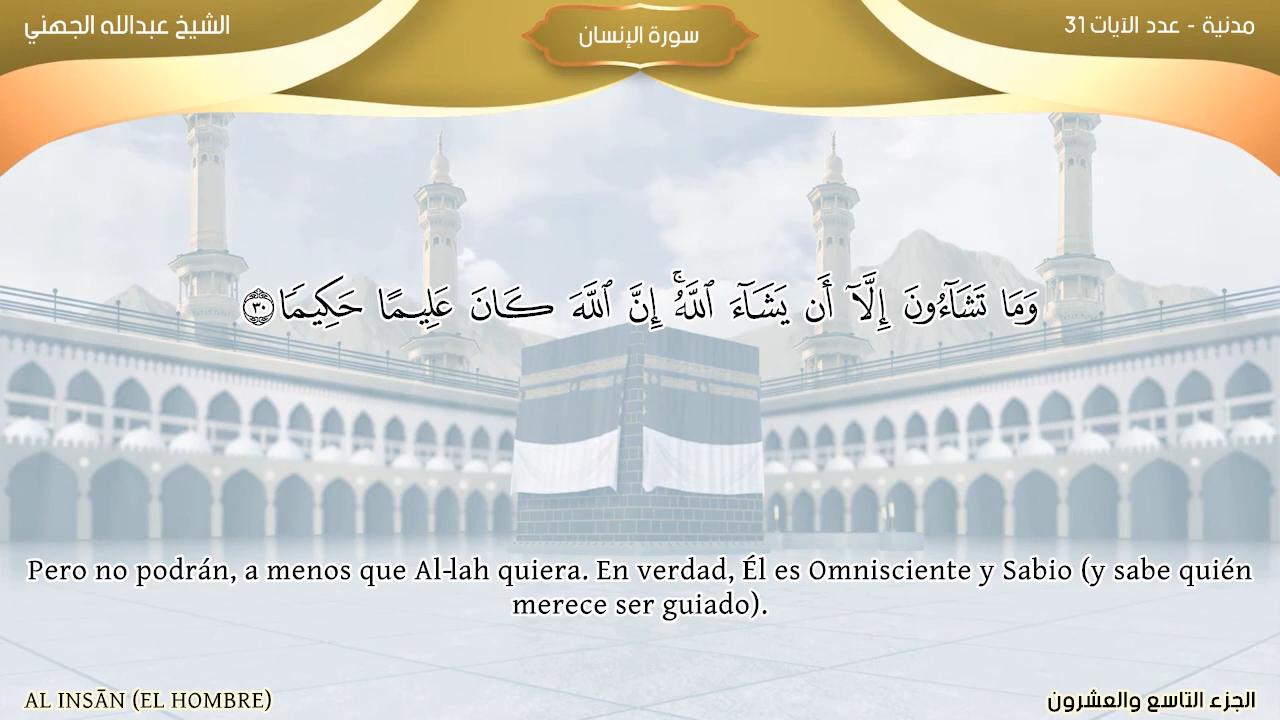 مدنية - عدد الآيات 31
سورة الإنسان
الشيخ عبدالله الجهني
وَمَا تَشَآءُونَ إِلَّآ أَن يَشَآءَ ٱللَّهُۚ إِنَّ ٱللَّهَ كَانَ عَلِيمًا حَكِيمٗا ٣٠
Pero no podrán, a menos que Al-lah quiera. En verdad, Él es Omnisciente y Sabio (y sabe quién
merece ser guiado).
AL INSĀN (EL HOMBRE)
الجزء التاسع والعشرون